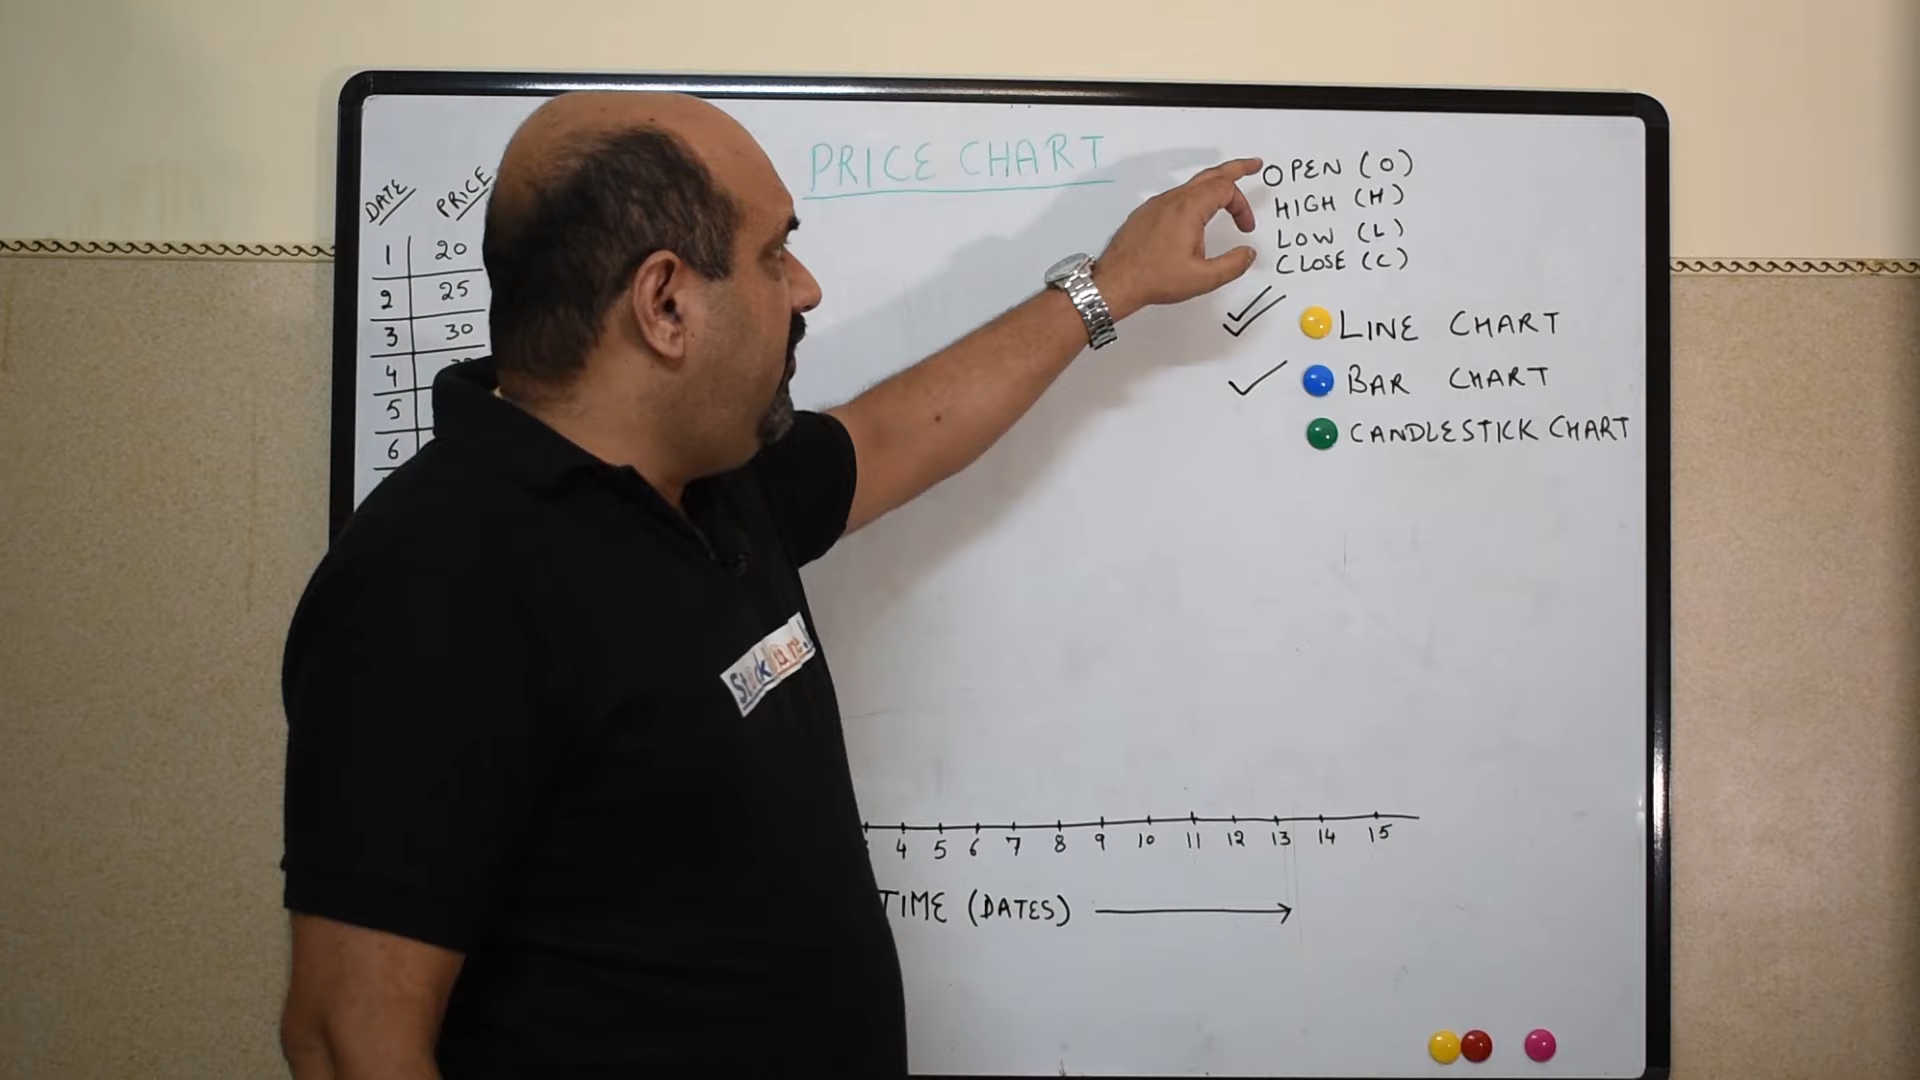 PRICE CHART
DATE PRICE
1 20
2 25
3 30
4
5
6
OPEN (O)
HIGH (H)
LOW (L)
CLOSE (C)
LINE CHART
BAR CHART
CANDLESTICK CHART
4 5 6 7 8 9 10 11 12 13 14 15
TIME (DATES)